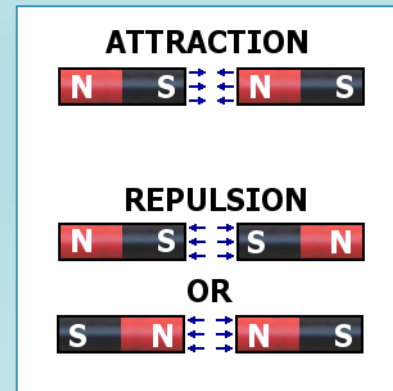 ATTRACTION
N S N S
REPULSION
N S S N
OR
S N N S